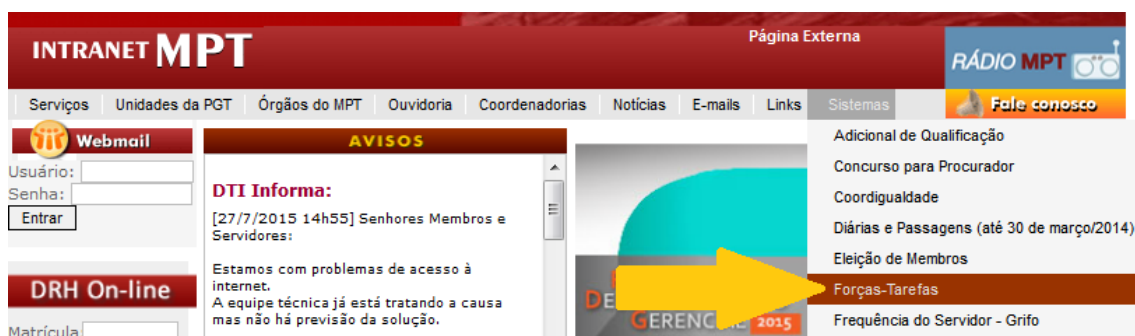 INTRANET MPT
Página Externa
RÁDIO MPT
Serviços Unidades da PGT Órgãos do MPT Ouvidoria Coordenadorias Notícias E-mails Links Sistemas Fale conosco
Webmail
Usuário:
Senha:
Entrar
DRH On-line
Matrícula
AVISOS
DTI Informa:
[27/7/2015 14h55] Senhores Membros e
Servidores:
Estamos com problemas de acesso à
internet.
A equipe técnica já está tratando a causa
mas não há previsão da solução.
2015
Adicional de Qualificação
Concurso para Procurador
Coordigualdade
Diárias e Passagens (até 30 de março/2014)
Eleição de Membros
Forças-Tarefas
Frequência do Servidor - Grifo